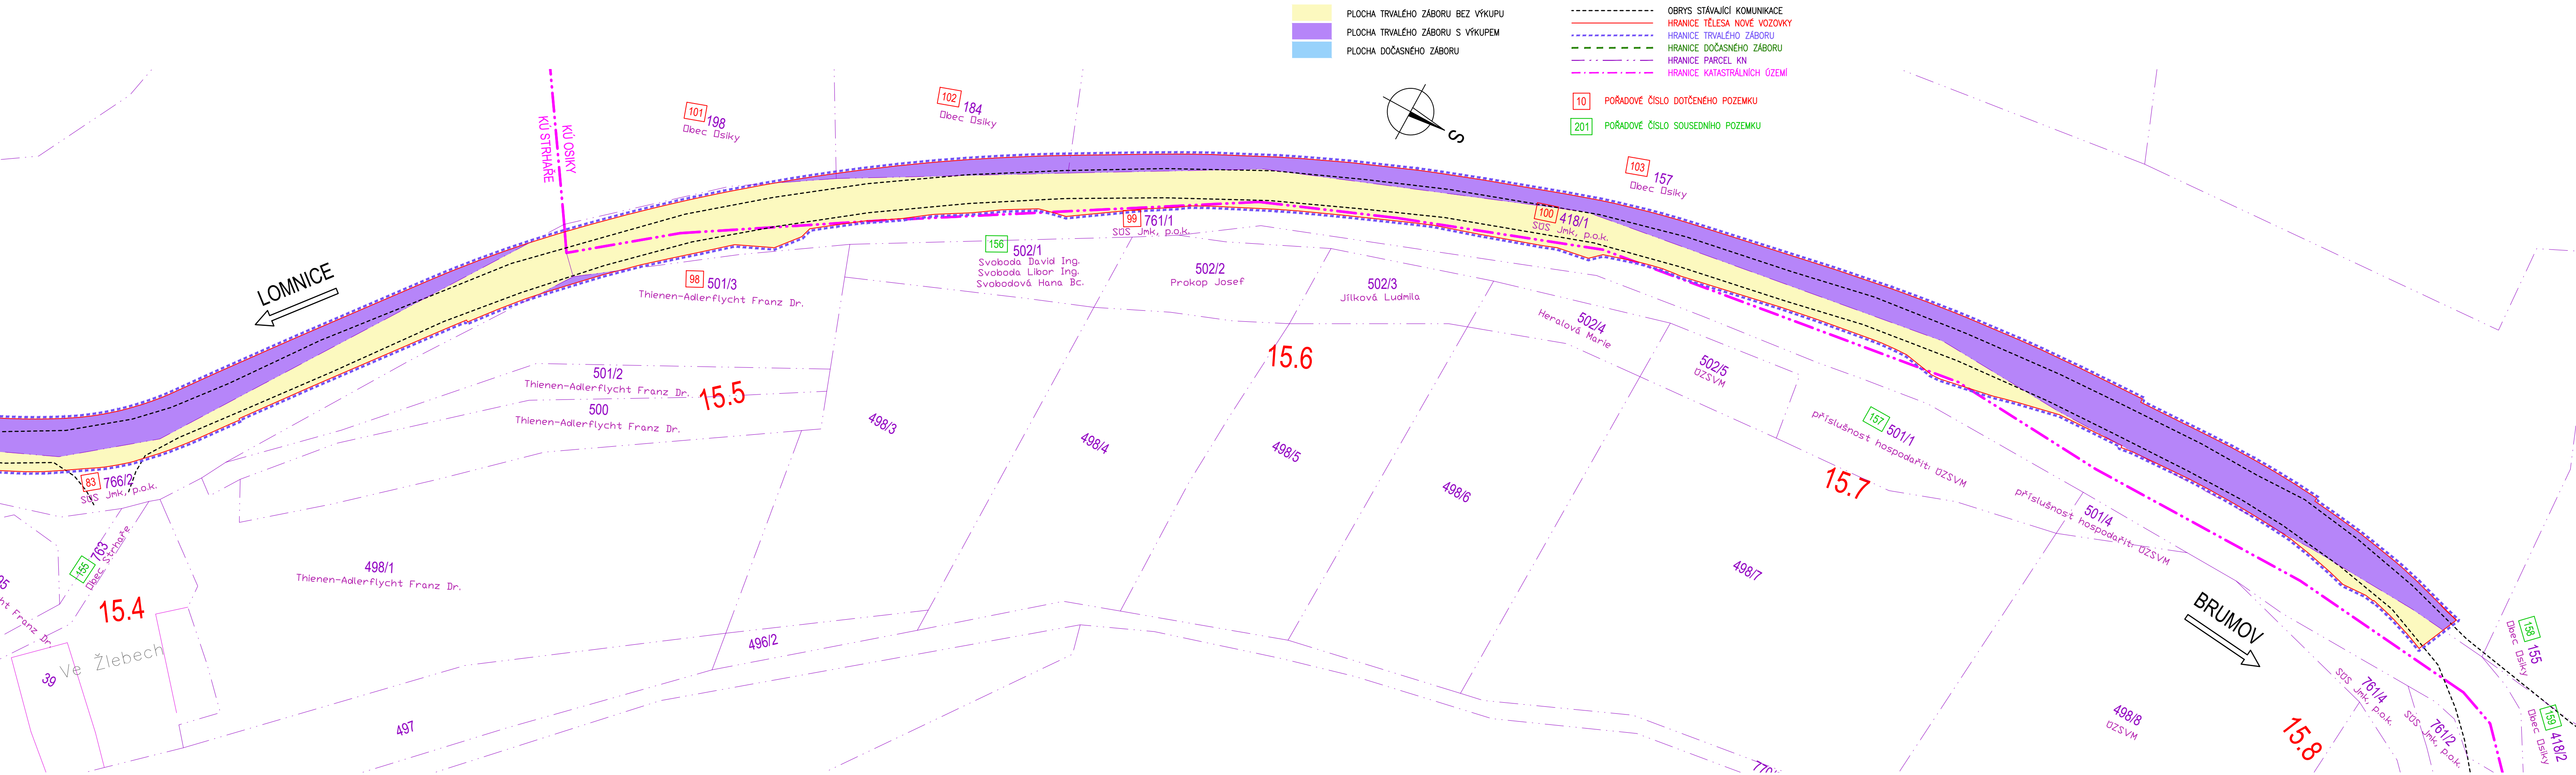 PLOCHA TRVALÉHO ZÁBORU BEZ VÝKUPU
PLOCHA TRVALÉHO ZÁBORU S VÝKUPEM
PLOCHA DOČASNÉHO ZÁBORU
OBRYS STÁVAJÍCÍ KOMUNIKACE
HRANICE TĚLESA NOVÉ VOZOVKY
HRANICE TRVALÉHO ZÁBORU
HRANICE DOČASNÉHO ZÁBORU
HRANICE PARCEL KN
HRANICE KATASTRÁLNÍCH ÚZEMÍ
10 POŘADOVÉ ČÍSLO DOTČENÉHO POZEMKU
201 POŘADOVÉ ČÍSLO SOUSEDNÍHO POZEMKU
S
KÚ STRHAŘE
KÚ OSIKY
101 198
Obec Osiky
102 184
Obec Osiky
103 157
Obec Osiky
LOMNICE
98 501/3
Thienen-Adlerflycht Franz Dr.
156 502/1
Svoboda David Ing.
Svoboda Libor Ing.
Svobodová Hana Bc.
99 761/1
SÚS Jmk, p.o.k.
502/2
Prokop Josef
502/3
Jílková Ludmila
100 418/1
SÚS Jmk, p.o.k.
502/4
Heralová Marie
502/5
ÚZSVM
15.5
15.6
15.7
501/2
Thienen-Adlerflycht Franz Dr.
500
Thienen-Adlerflycht Franz Dr.
498/3
498/4
498/5
498/6
498/7
157 501/1
příslušnost hospodařit: ÚZSVM
501/4
příslušnost hospodařit: ÚZSVM
83 766/2
SÚS Jmk, p.o.k.
155 763
Obec Strhaře
15.4
498/1
Thienen-Adlerflycht Franz Dr.
Franz Dr.
39
Ve Žlebech
497
496/2
BRUMOV
158 155
Obec Osiky
159 418/2
Obec Osiky
761/4
SÚS Jmk, p.o.k.
761/2
SÚS Jmk, p.o.k.
498/8
ÚZSVM
15.8